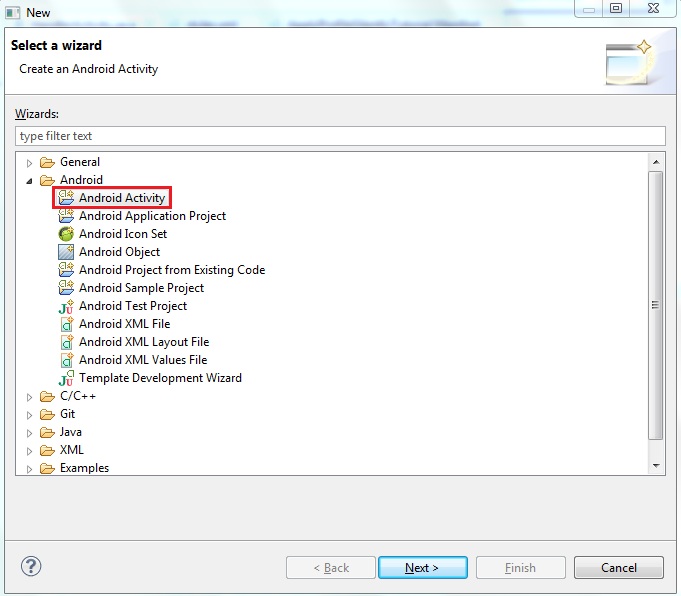 New
Select a wizard
Create an Android Activity
Wizards:
type filter text
General
Android
Android Activity
Android Application Project
Android Icon Set
Android Object
Android Project from Existing Code
Android Sample Project
Android Test Project
Android XML File
Android XML Layout File
Android XML Values File
Template Development Wizard
C/C++
Git
Java
XML
Examples
< Back Next > Finish Cancel